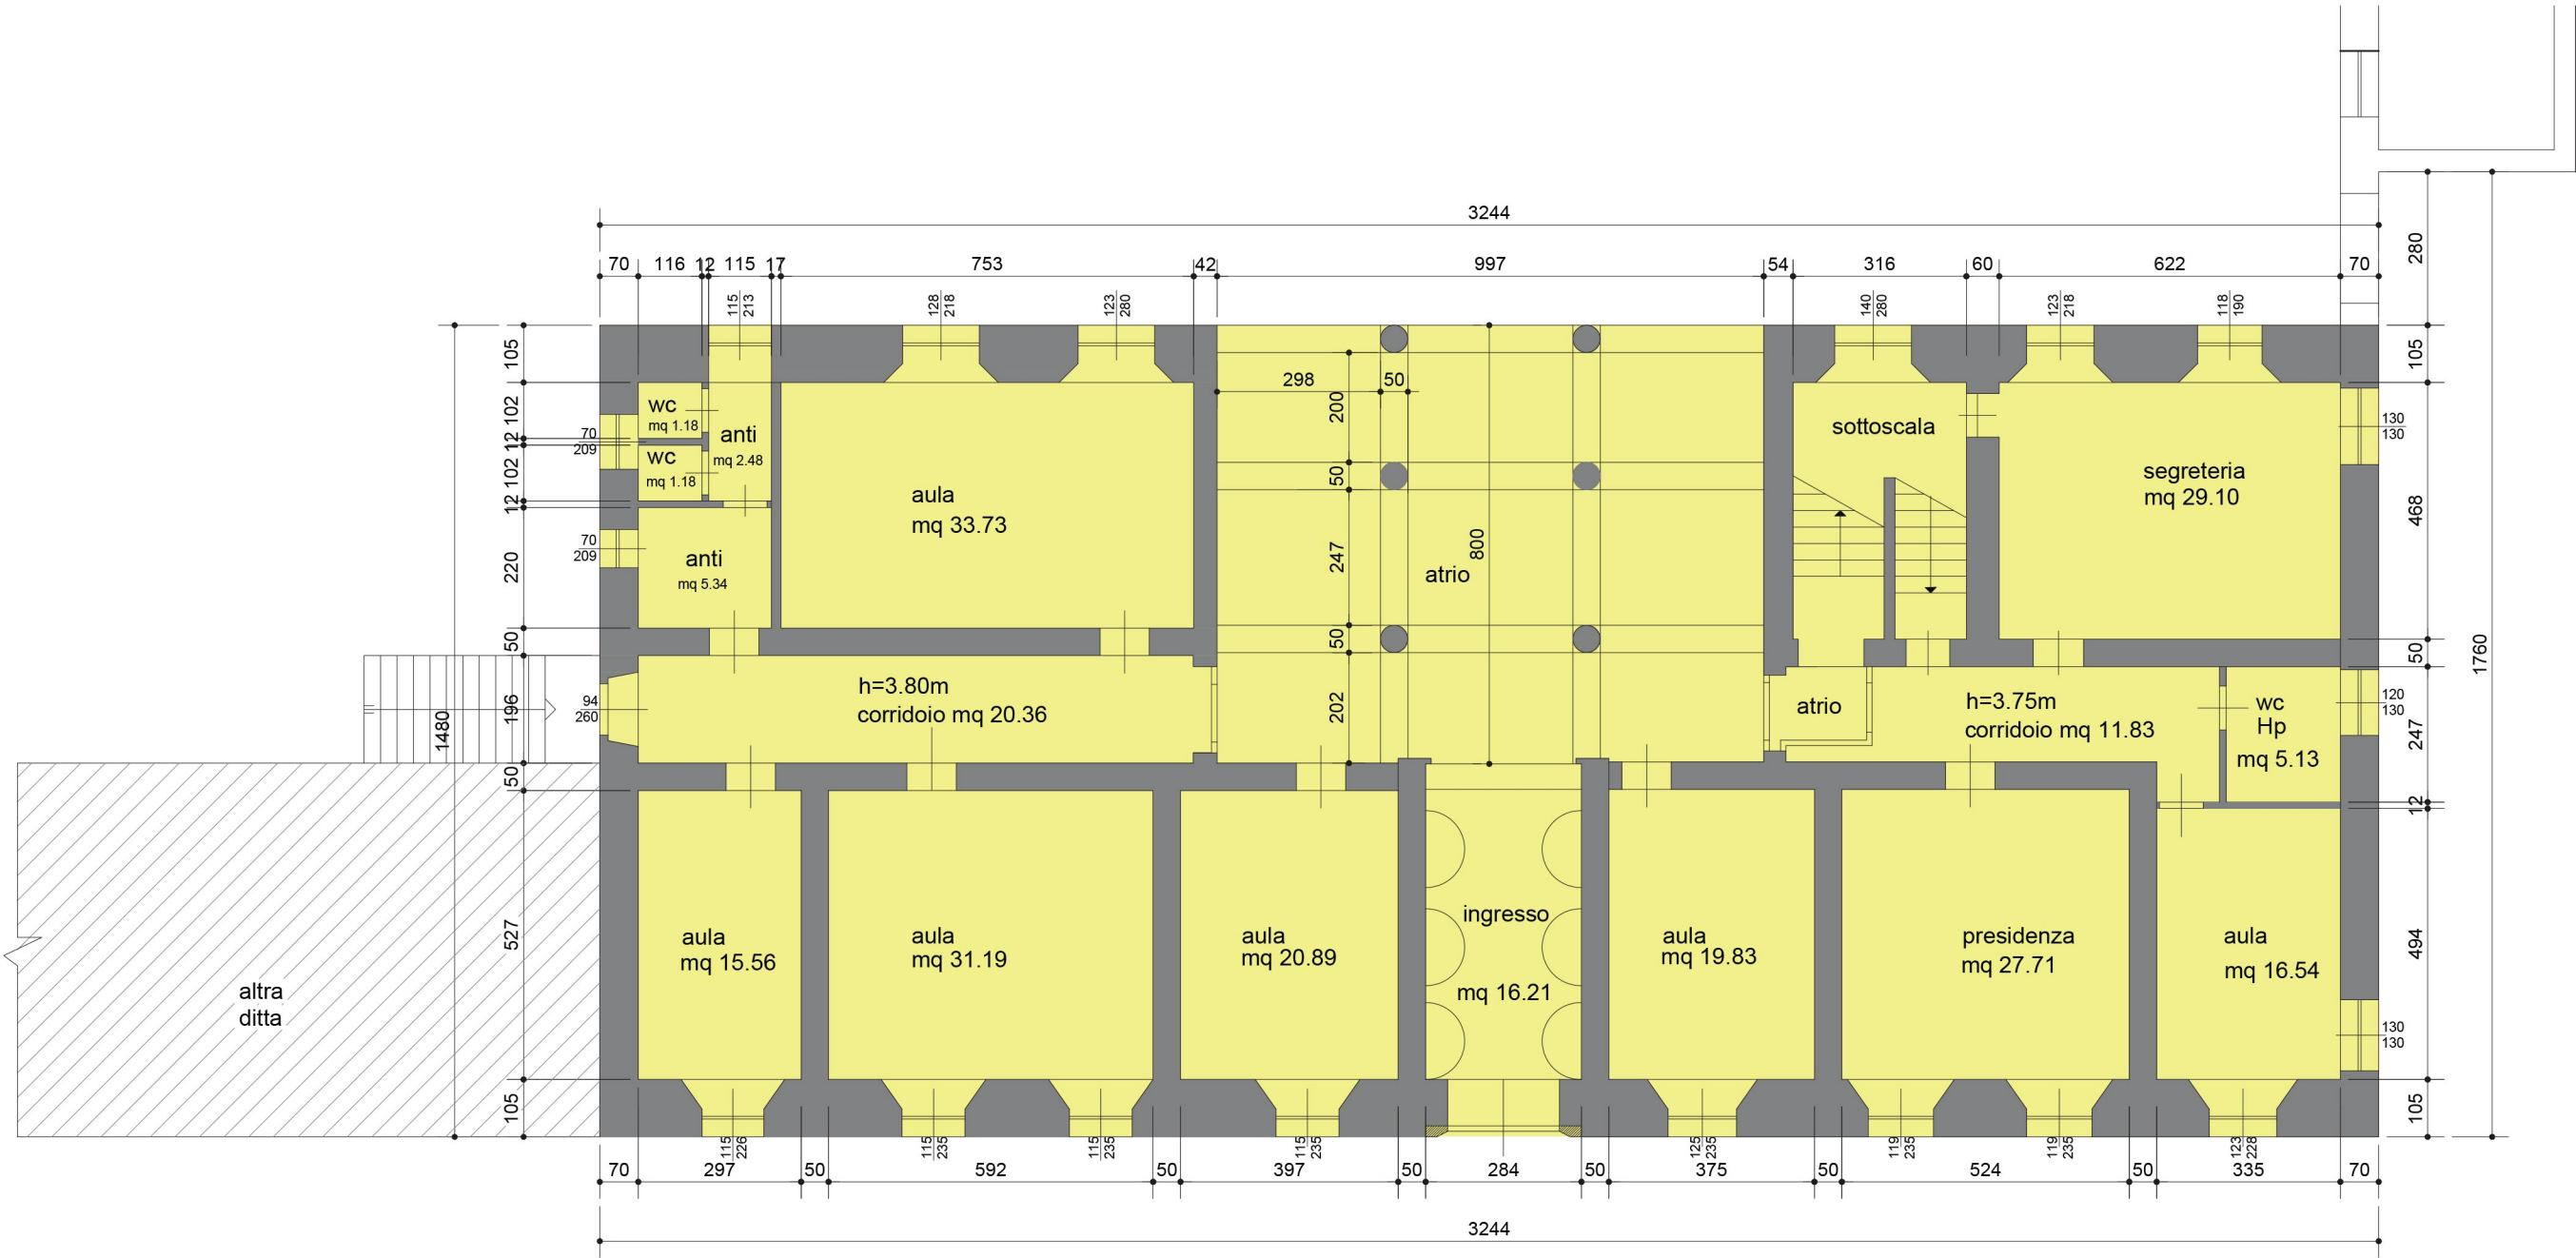 3244
280
70 116 12 115 17 753 42 997 54 316 60 622 70
115
213
128
218
123
280
140
280
123
218
118
190
105
102
12
102
12
220
50
196
50
527
105
1480
70
209
70
209
94
260
wc
mq 1.18
wc
mq 1.18
anti
mq 2.48
anti
mq 5.34
aula
mq 33.73
298 50
200
50
247
50
202
800
atrio
sottoscala
segreteria
mq 29.10
130
130
105
468
50
247
12
494
105
1760
h=3.80m
corridoio mq 20.36
atrio
h=3.75m
corridoio mq 11.83
wc
Hp
mq 5.13
120
130
aula
mq 15.56
aula
mq 31.19
aula
mq 20.89
ingresso
mq 16.21
aula
mq 19.83
presidenza
mq 27.71
aula
mq 16.54
130
130
altra
ditta
115
226
115
235
115
235
115
235
125
235
119
235
119
235
123
228
70 297 50 592 50 397 50 284 50 375 50 524 50 335 70
3244